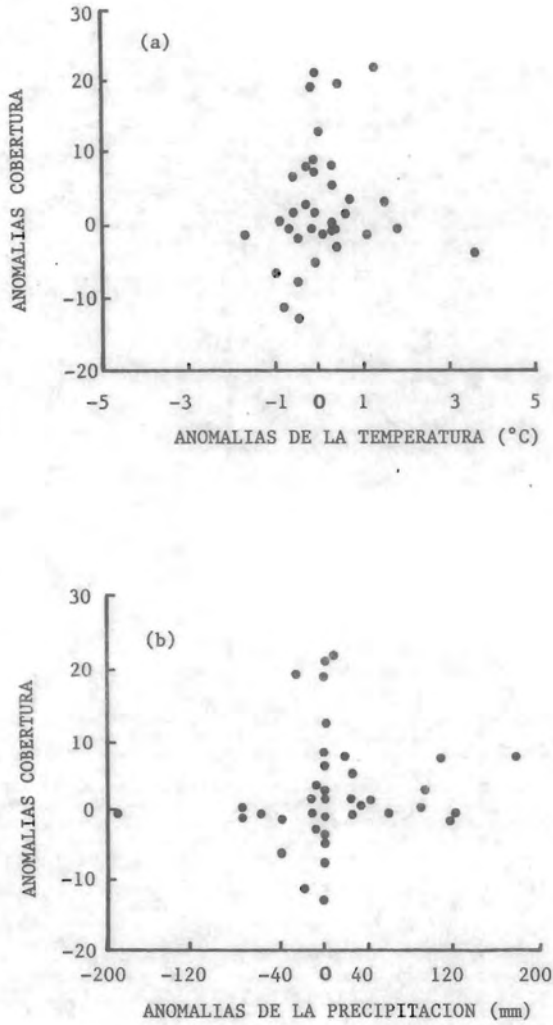 30
(a)
20
10
0
-10
-20
ANOMALIAS COBERTURA
-5 -3 -1 0 1 3 5
ANOMALIAS DE LA TEMPERATURA (°C)
30
(b)
20
10
0
-10
-20
ANOMALIAS COBERTURA
-200 -120 -40 0 40 120 200
ANOMALIAS DE LA PRECIPITACION (mm)